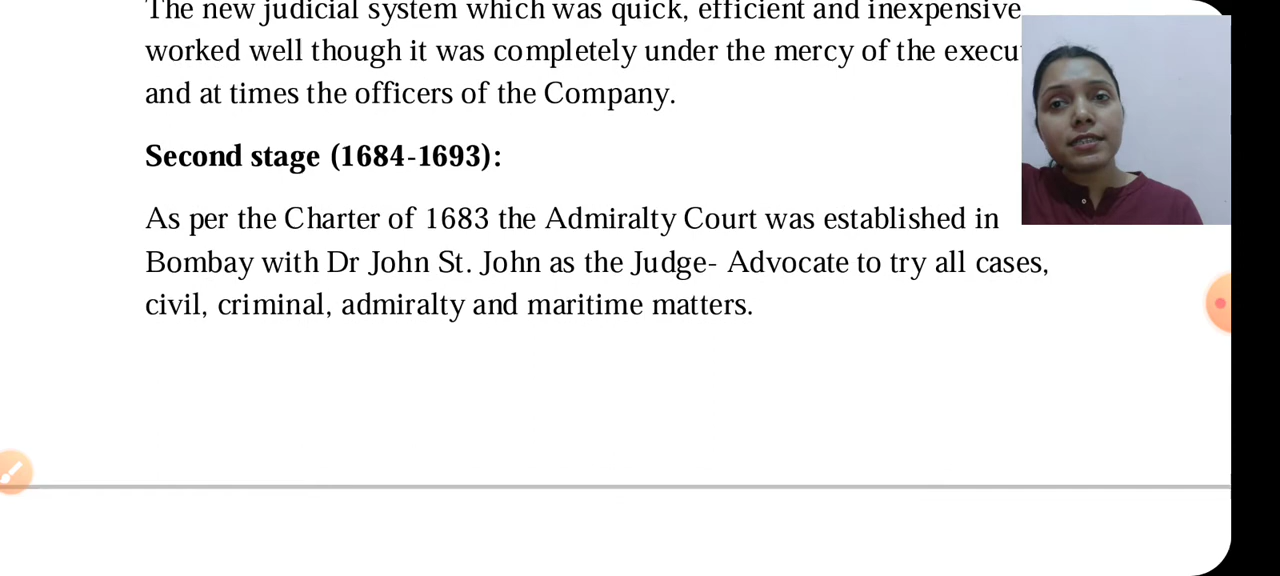 The new judicial system which was quick, efficient and inexpensive
worked well though it was completely under the mercy of the
and at times the officers of the Company.
Second stage (1684-1693):
As per the Charter of 1683 the Admiralty Court was established in
Bombay with Dr John St. John as the Judge- Advocate to try all cases,
civil, criminal, admiralty and maritime matters.